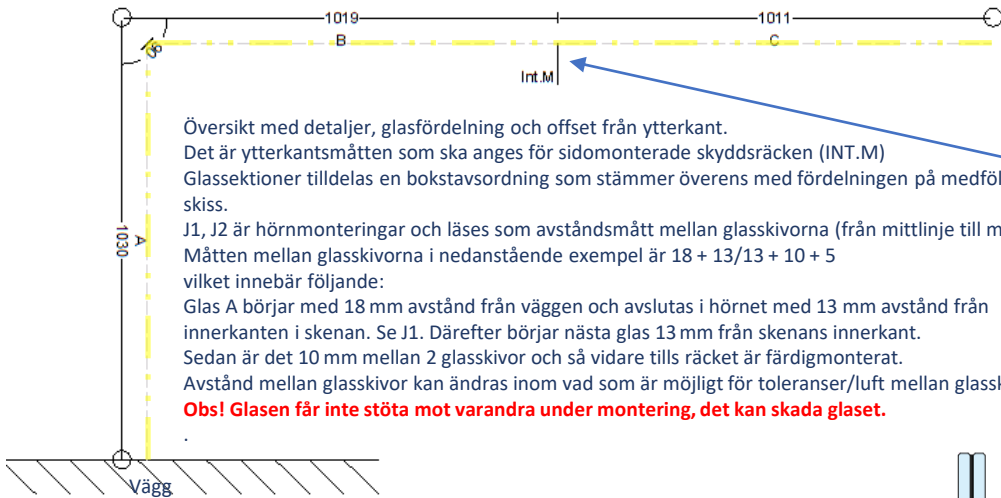 1019
1011
B
C
Int.M
Översikt med detaljer, glasfördelning och offset från ytterkant.
Det är ytterkantsmåtten som ska anges för sidomonterade skyddsräcken (INT.M)
Glassektioner tilldelas en bokstavsordning som stämmer överens med fördelningen på medföl
skiss.
J1, J2 är hörnmonteringar och läses som avståndsmått mellan glasskivorna (från mittlinje till m
Måtten mellan glasskivorna i nedanstående exempel är 18 + 13/13 + 10 + 5
vilket innebär följande:
Glas A börjar med 18 mm avstånd från väggen och avslutas i hörnet med 13 mm avstånd från
innerkanten i skenan. Se J1. Därefter börjar nästa glas 13 mm från skenans innerkant.
Sedan är det 10 mm mellan 2 glasskivor och så vidare tills räcket är färdigmonterat.
Avstånd mellan glasskivor kan ändras inom vad som är möjligt för toleranser/luft mellan glassk
Obs! Glasen får inte stöta mot varandra under montering, det kan skada glaset.
.
1030
A
Vägg